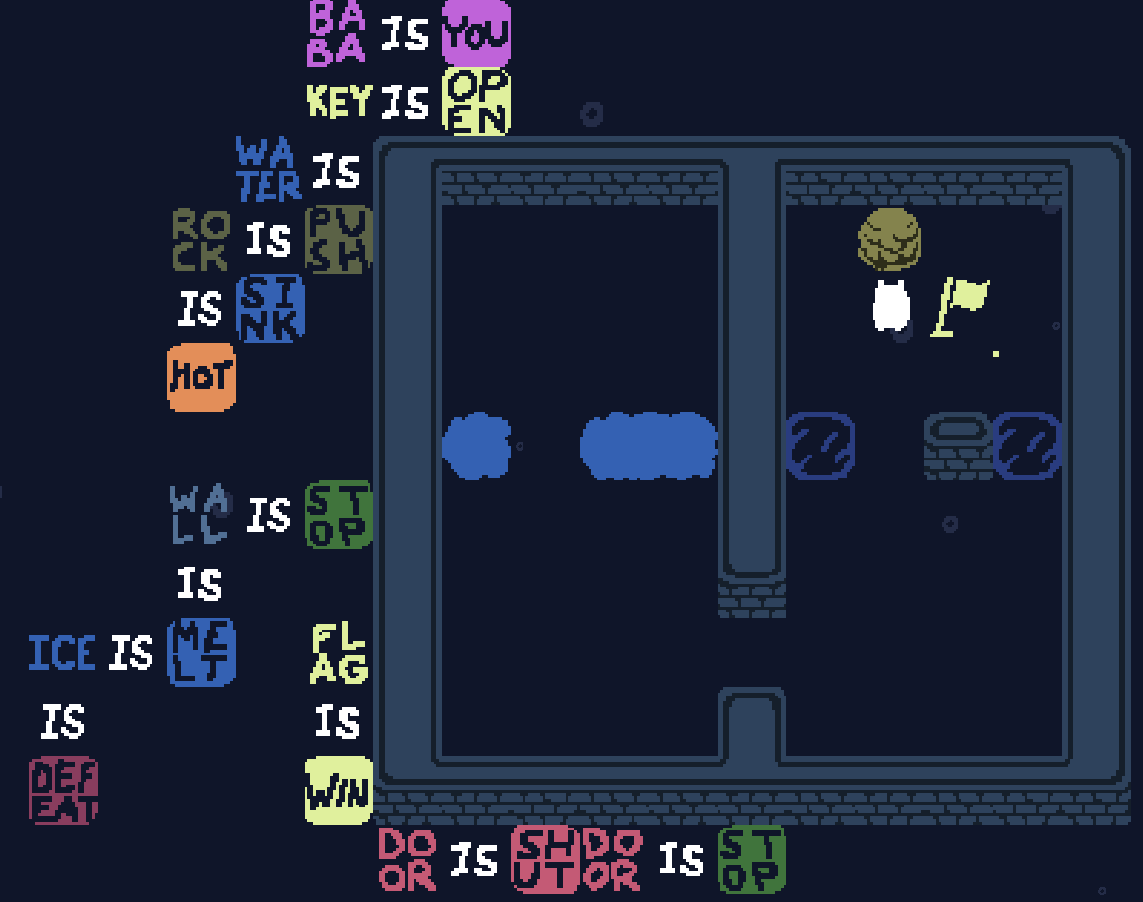 BABA IS YOU
KEY IS OPEN
WATER IS
ROCK IS PUSH
IS STINK
HOT
WALL IS STOP
IS
ICE IS MELT FLAG
IS IS
DEFEAT WIN
DOOR IS SHUT DOOR IS STOP